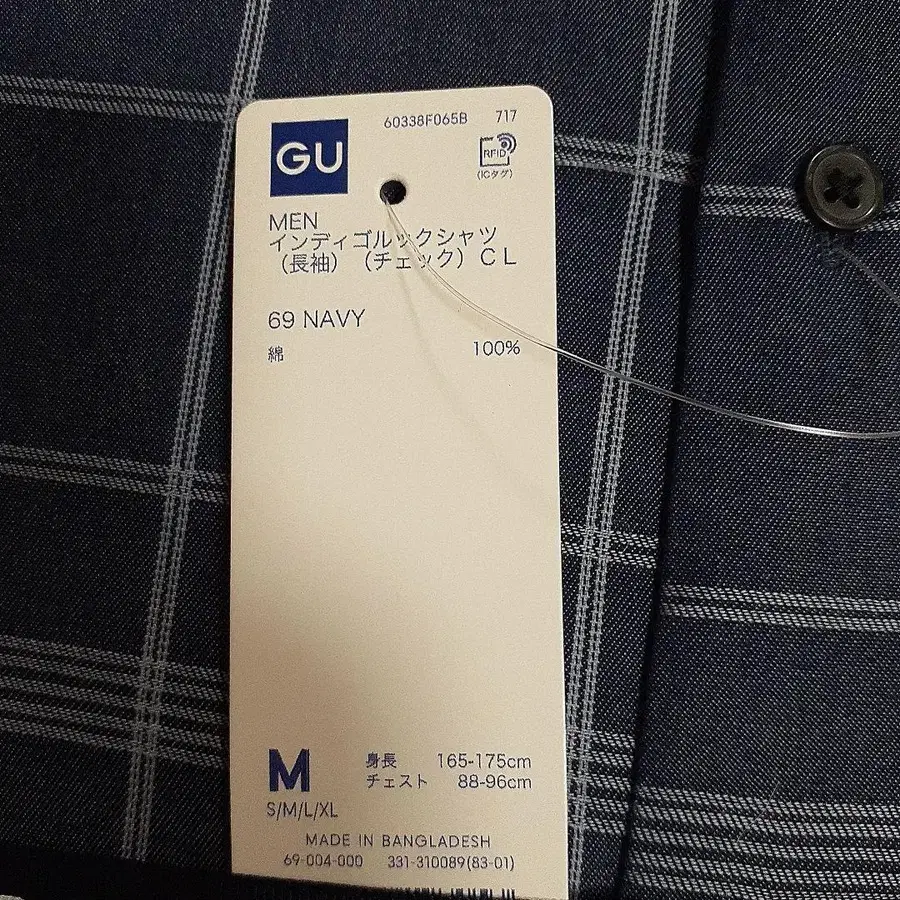 60338F065B 717
GU
RFID
(ICタグ)
MEN
インディゴルックシャツ
(長袖)(チェック)CL
69 NAVY
綿 100%
M 身長 165-175cm
チェスト 88-96cm
S/M/L/XL
MADE IN BANGLADESH
69-004-000 331-310089(83-01)